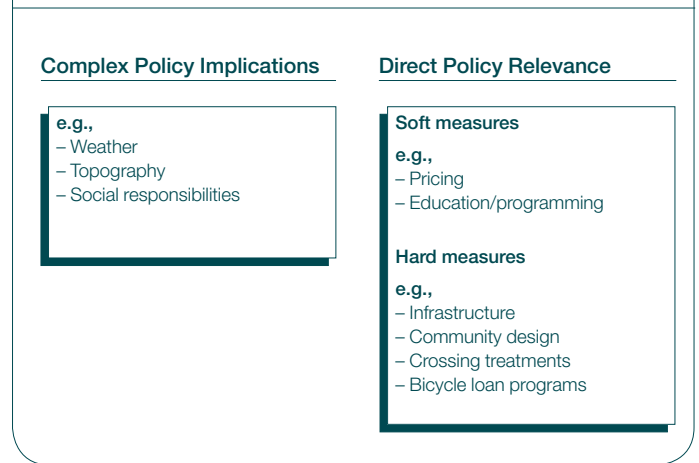 Complex Policy Implications
e.g.,
– Weather
– Topography
– Social responsibilities
Direct Policy Relevance
Soft measures
e.g.,
– Pricing
– Education/programming
Hard measures
e.g.,
– Infrastructure
– Community design
– Crossing treatments
– Bicycle loan programs